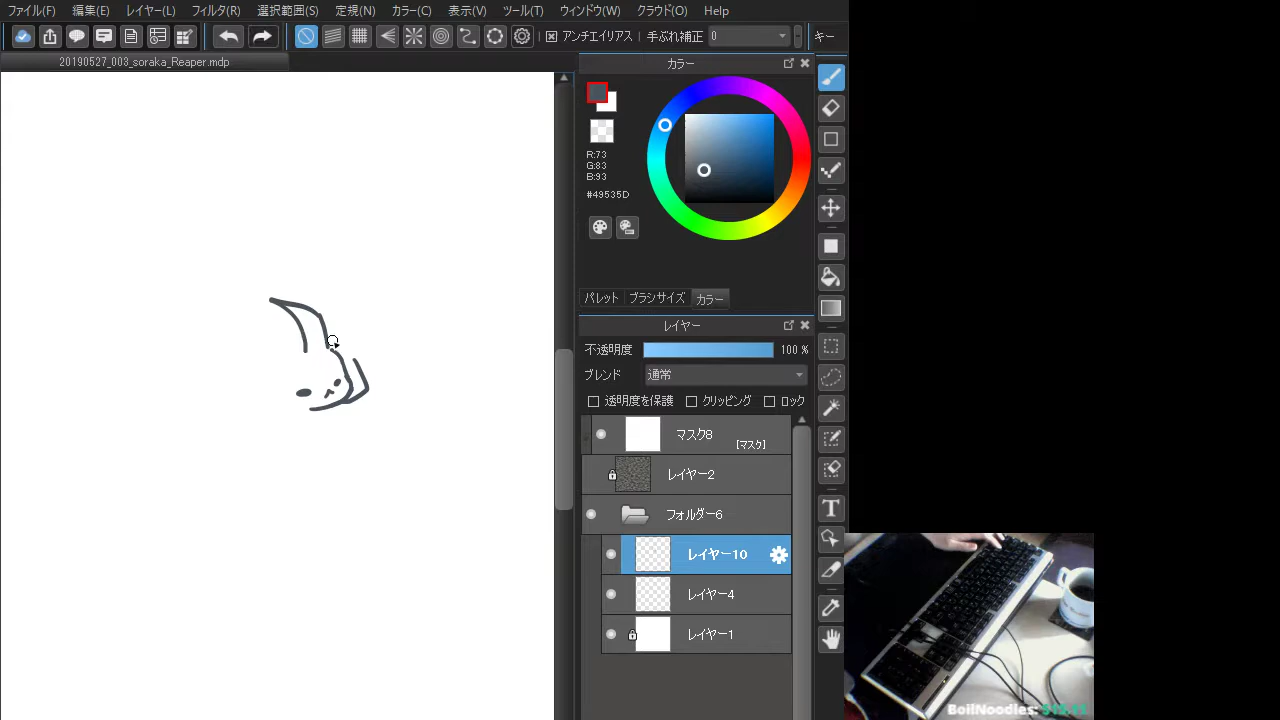 ファイル(F) 編集(E) レイヤー(L) フィルタ(R) 選択範囲(S) 定規(N) カラー(C) 表示(V) ツール(T) ウィンドウ(W) クラウド(O) Help
アンチエイリアス 手ぶれ補正 0 キー
20190527_003_soraka_Reaper.mdp
カラー
R:73
G:83
B:93
#49535D
パレット ブラシサイズ カラー
レイヤー
不透明度 100 %
ブレンド 通常
透明度を保護 クリッピング ロック
マスク8
[マスク]
レイヤー2
フォルダー6
レイヤー10
レイヤー4
レイヤー1
T
BoilNoodles: